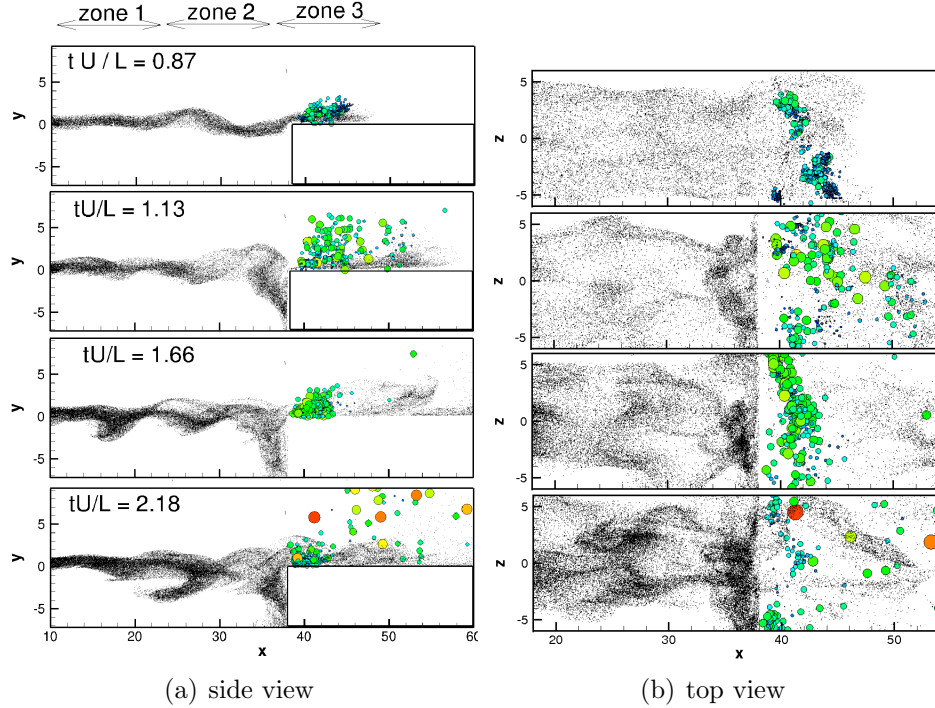 zone 1 zone 2 zone 3
t U / L = 0.87
y
5
0
-5
tU/L = 1.13
y
5
0
-5
tU/L = 1.66
y
5
0
-5
tU/L = 2.18
y
5
0
-5
10 20 30 40 50 60
x
z
5
0
-5
z
5
0
-5
z
5
0
-5
z
5
0
-5
20 30 40 50
x
(a) side view
(b) top view